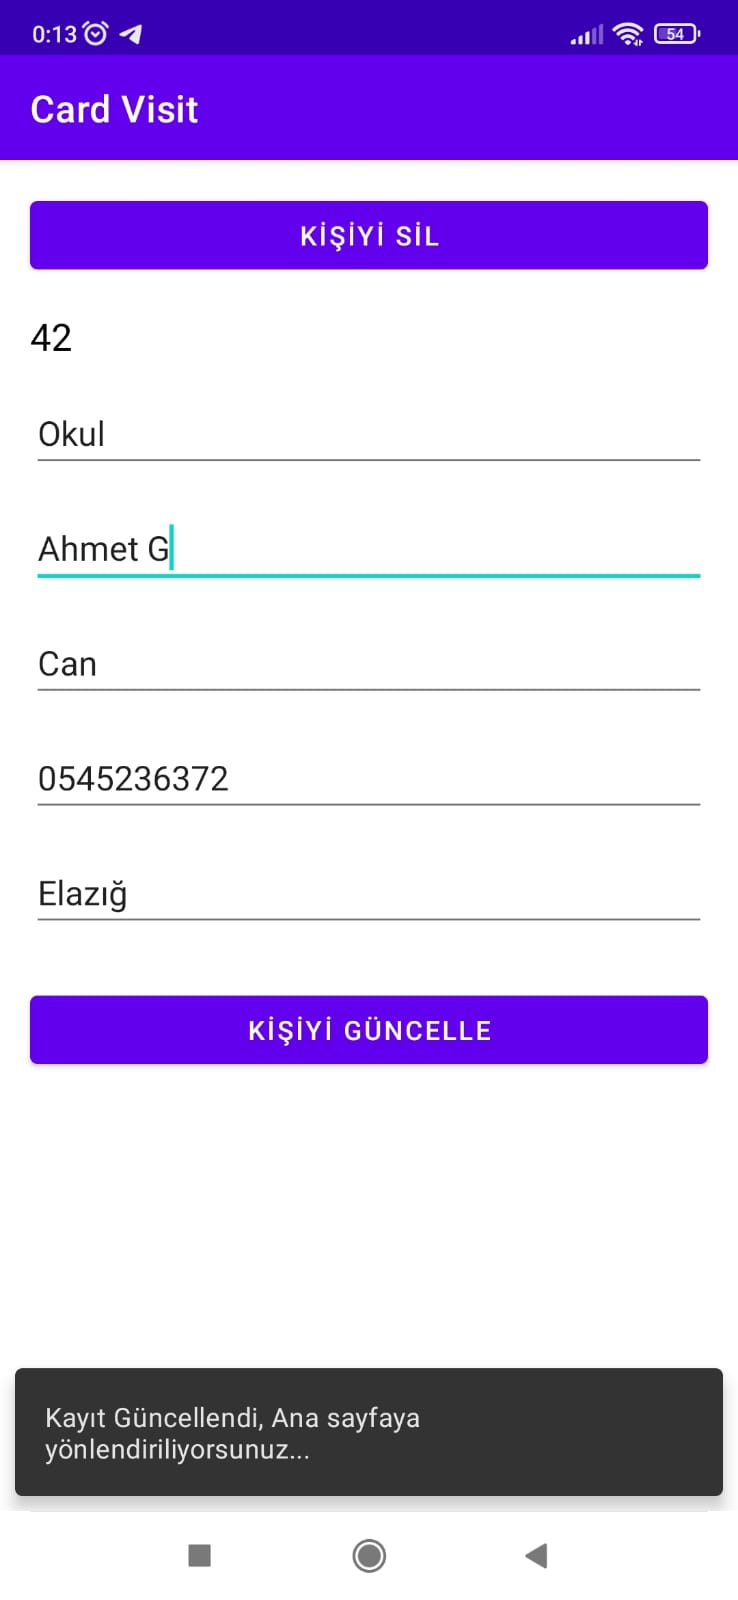 0:13
54
Card Visit
KİŞİYİ SİL
42
Okul
Ahmet G
Can
0545236372
Elazığ
KİŞİYİ GÜNCELLE
Kayıt Güncellendi, Ana sayfaya
yönlendiriliyorsunuz...